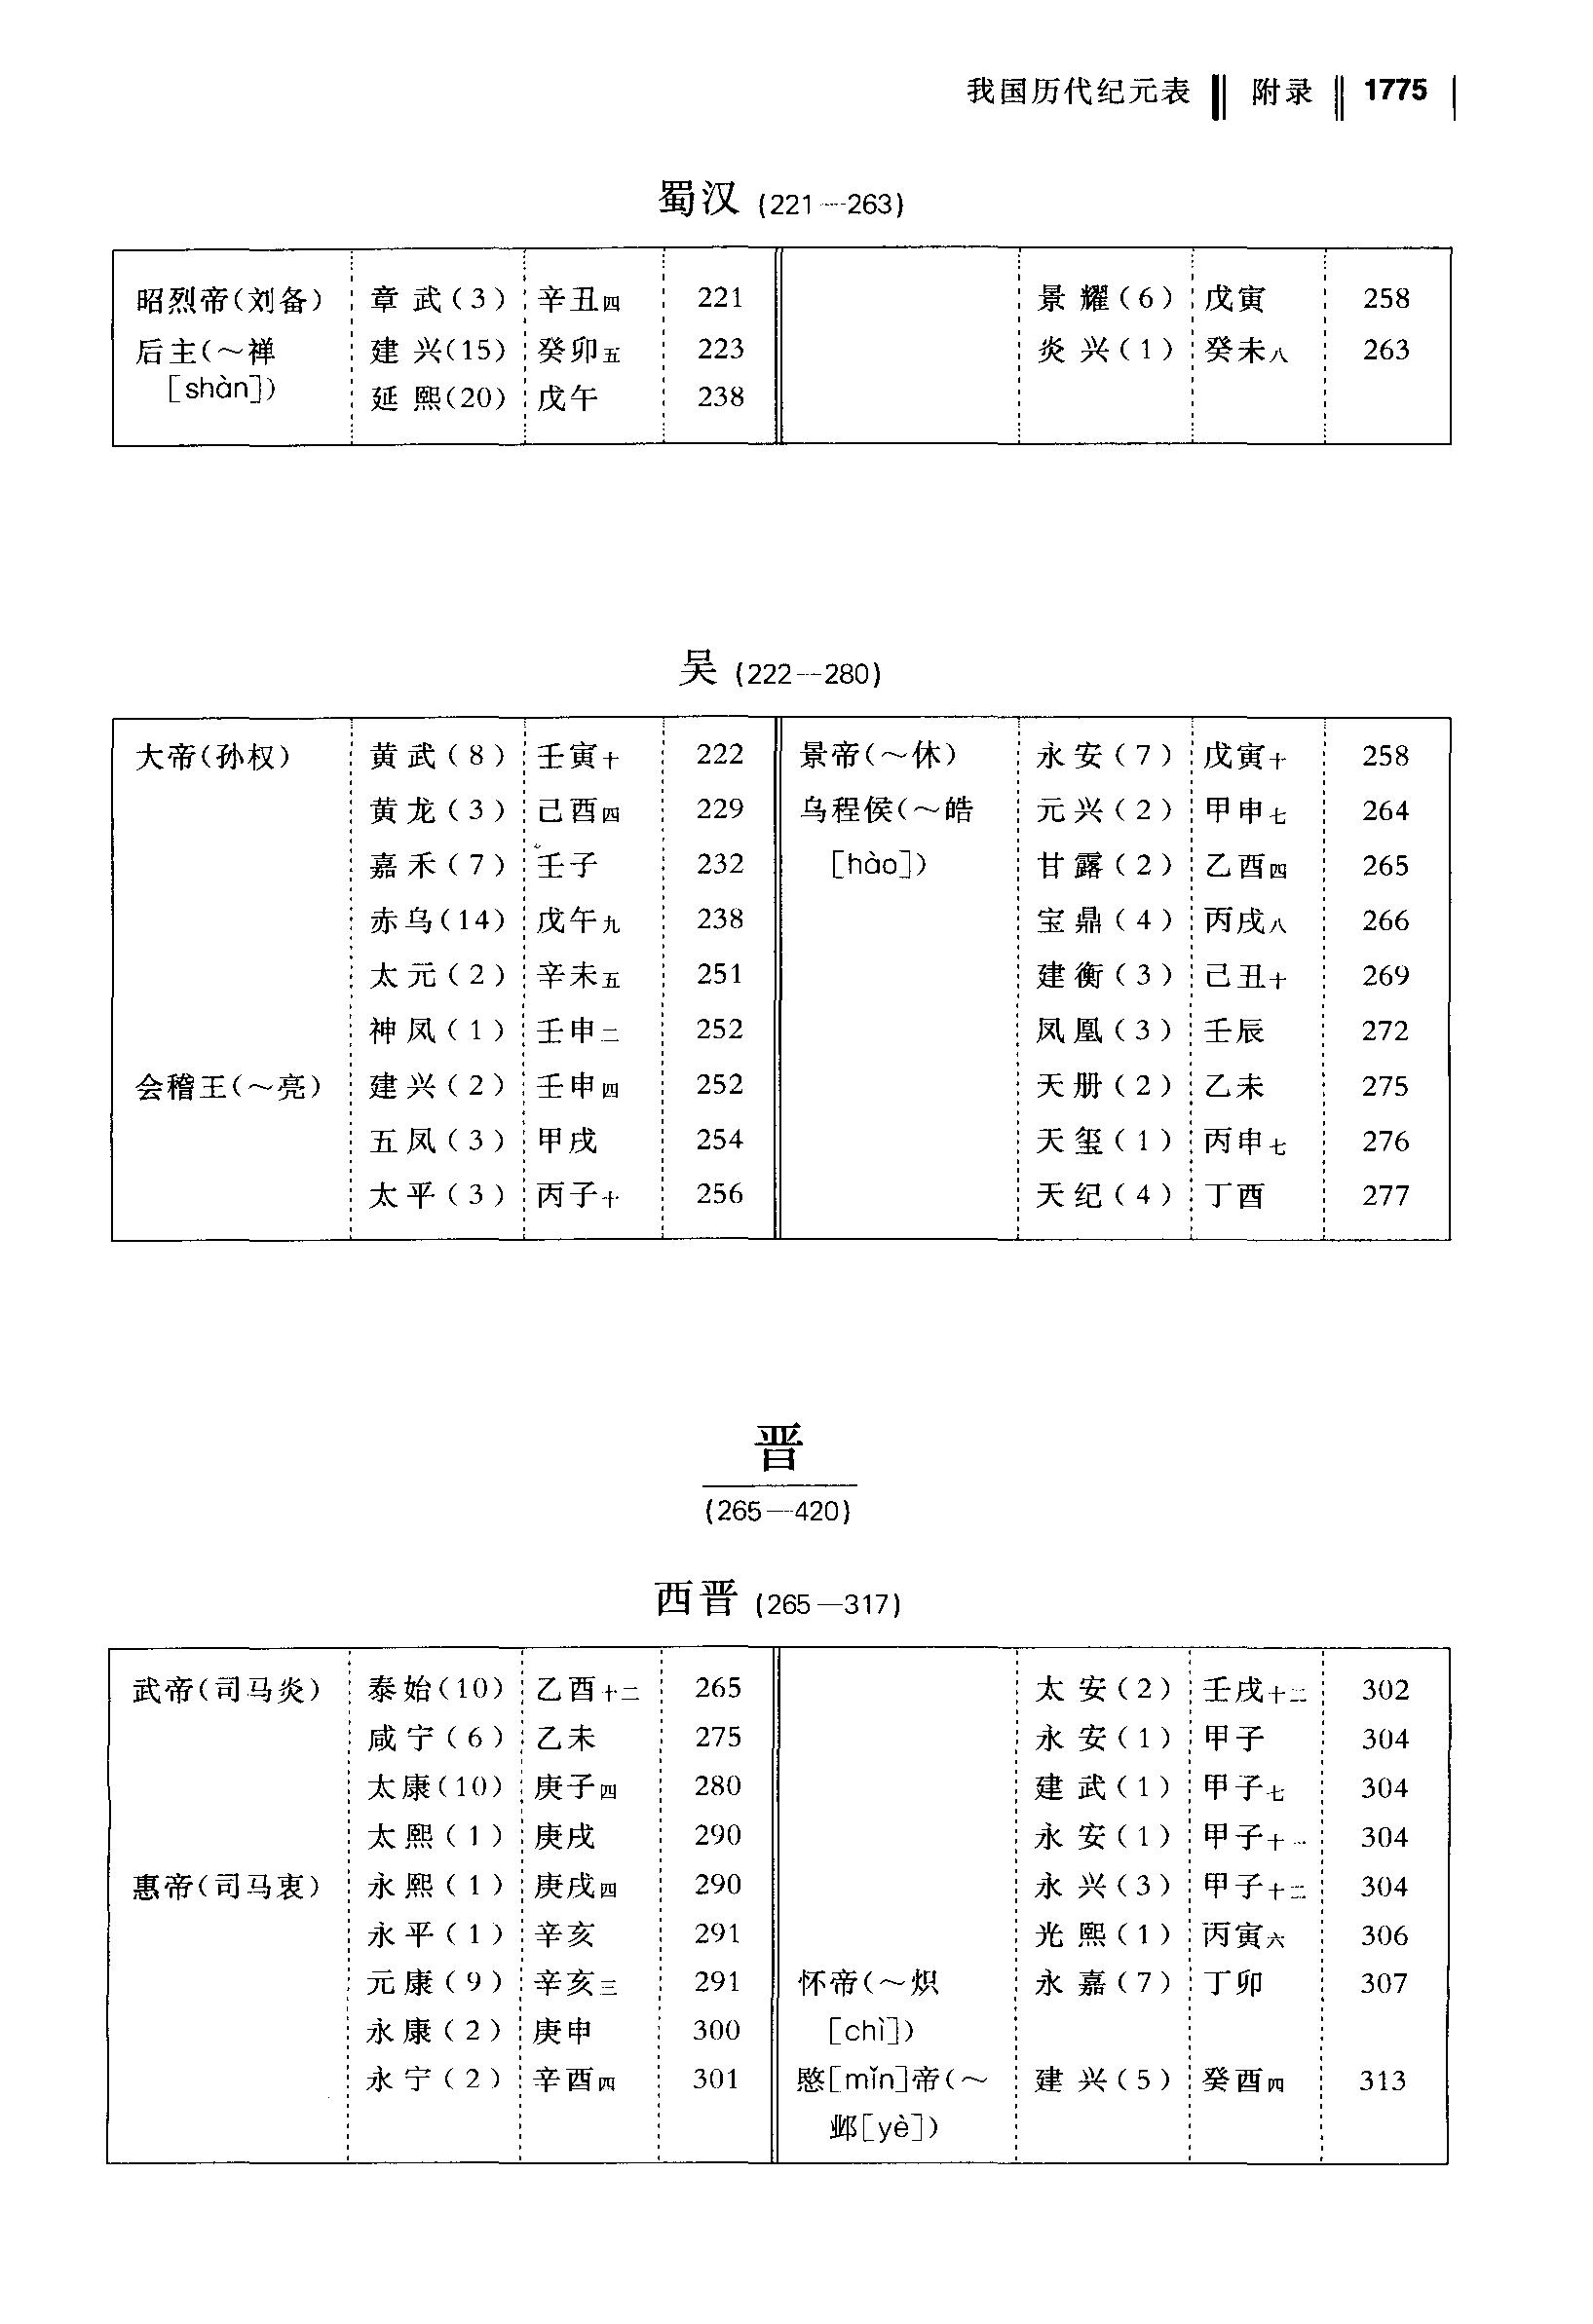 我国历代纪元表 附录 1775
蜀汉 (221—263)
昭烈帝(刘备) 章武(3) 辛丑四 221
后主(～禅 建兴(15) 癸卯五 223
[shàn]) 延熙(20) 戊午 238
景耀(6) 戊寅 258
炎兴(1) 癸未八 263
吴 (222—280)
大帝(孙权) 黄武(8) 壬寅十 222
黄龙(3) 己酉四 229
嘉禾(7) 壬子 232
赤乌(14) 戊午九 238
太元(2) 辛未五 251
神凤(1) 壬申二 252
会稽王(～亮) 建兴(2) 壬申四 252
五凤(3) 甲戌 254
太平(3) 丙子十 256
景帝(～休) 永安(7) 戊寅十 258
乌程侯(～皓 元兴(2) 甲申七 264
[hào]) 甘露(2) 乙酉四 265
宝鼎(4) 丙戌八 266
建衡(3) 己丑十 269
凤凰(3) 壬辰 272
天册(2) 乙未 275
天玺(1) 丙申七 276
天纪(4) 丁酉 277
晋
(265—420)
西晋 (265—317)
武帝(司马炎) 泰始(10) 乙酉十二 265
咸宁(6) 乙未 275
太康(10) 庚子四 280
太熙(1) 庚戌 290
惠帝(司马衷) 永熙(1) 庚戌四 290
永平(1) 辛亥 291
元康(9) 辛亥三 291
永康(2) 庚申 300
永宁(2) 辛酉四 301
太安(2) 壬戌十二 302
永安(1) 甲子 304
建武(1) 甲子七 304
永安(1) 甲子十一 304
永兴(3) 甲子十二 304
光熙(1) 丙寅六 306
怀帝(～炽 永嘉(7) 丁卯 307
[chì])
愍[mǐn]帝(～ 建兴(5) 癸酉四 313
邺[yè])